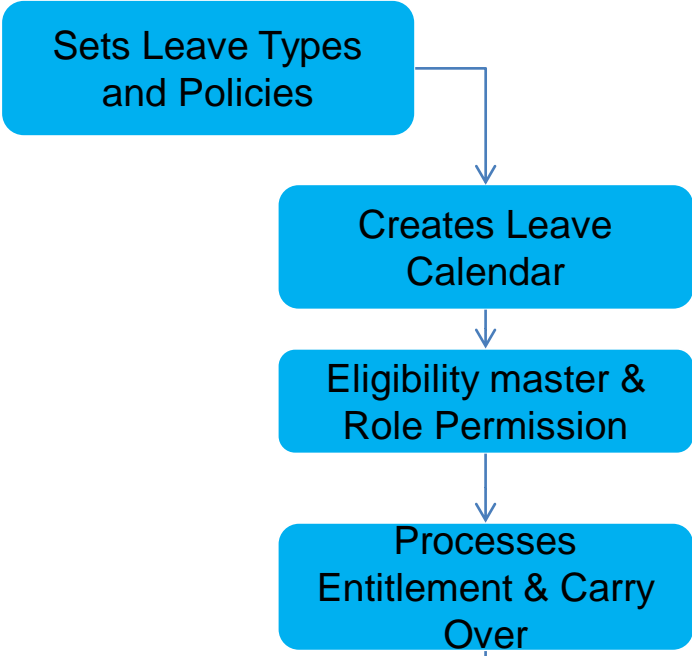 Sets Leave Types
and Policies
Creates Leave
Calendar
Eligibility master &
Role Permission
Processes
Entitlement & Carry
Over